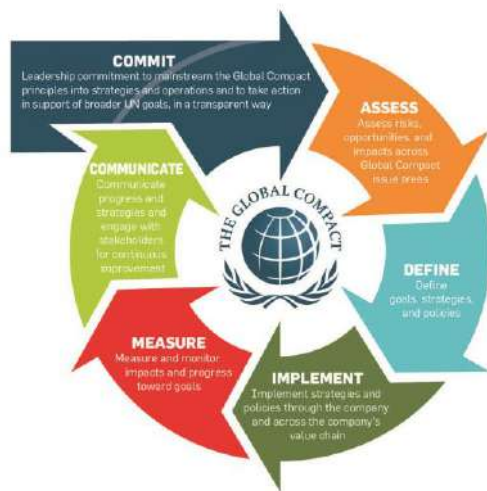 COMMIT
Leadership commitment to mainstream the Global Compact
principles into strategies and operations and to take action
in support of broader UN goals, in a transparent way
ASSESS
Assess risks,
opportunities, and
impacts across
Global Compact
issue areas
DEFINE
Define
goals, strategies,
and policies
IMPLEMENT
Implement strategies and
policies through the company
and across the company's
value chain
MEASURE
Measure and monitor
impacts and progress
toward goals
COMMUNICATE
Communicate
progress and
strategies and
engage with
stakeholders
for continuous
improvement
THE GLOBAL COMPACT